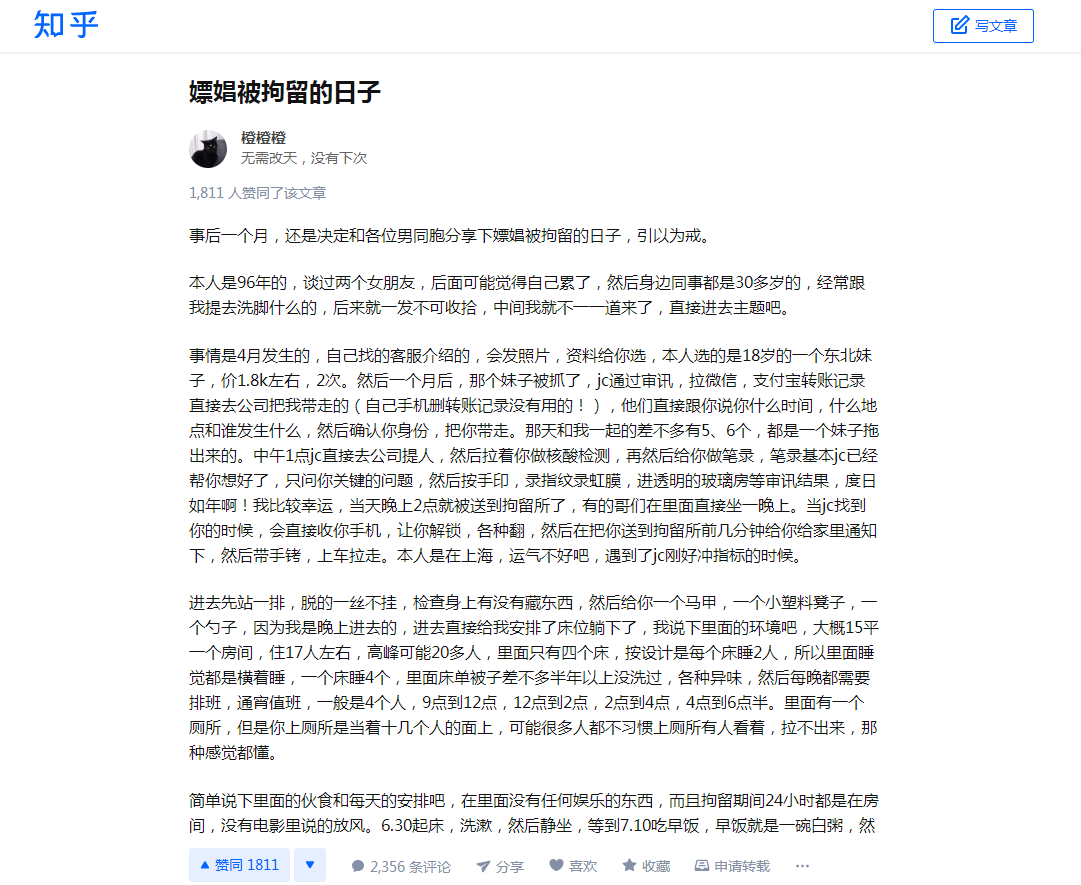 知乎
写文章
嫖娼被拘留的日子
橙橙橙
无需改天，没有下次
1,811 人赞同了该文章
事后一个月，还是决定和各位男同胞分享下嫖娼被拘留的日子，引以为戒。
本人是96年的，谈过两个女朋友，后面可能觉得自己累了，然后身边同事都是30多岁的，经常跟
我提去洗脚什么的，后来就一发不可收拾，中间我就不一一道来了，直接进去主题吧。
事情是4月发生的，自己找的客服介绍的，会发照片，资料给你选，本人选的是18岁的一个东北妹
子，价1.8k左右，2次。然后一个月后，那个妹子被抓了，jc通过审讯，拉微信，支付宝转账记录
直接去公司把我带走的（自己手机删转账记录没有用的！），他们直接跟你说你什么时间，什么地
点和谁发生什么，然后确认你身份，把你带走。那天和我一起的差不多有5、6个，都是一个妹子拖
出来的。中午1点jc直接去公司提人，然后拉着你做核酸检测，再然后给你做笔录，笔录基本jc已经
帮你想好了，只问你关键的问题，然后按手印，录指纹录虹膜，进透明的玻璃房等审讯结果，度日
如年啊！我比较幸运，当天晚上2点就被送到拘留所了，有的哥们在里面直接坐一晚上。当jc找到
你的时候，会直接收你手机，让你解锁，各种翻，然后在把你送到拘留所前几分钟给你给家里通知
下，然后带手铐，上车拉走。本人是在上海，运气不好吧，遇到了jc刚好冲指标的时候。
进去先站一排，脱的一丝不挂，检查身上有没有藏东西，然后给你一个马甲，一个小塑料凳子，一
个勺子，因为我是晚上进去的，进去直接给我安排了床位躺下了，我说下里面的环境吧，大概15平
一个房间，住17人左右，高峰可能20多人，里面只有四个床，按设计是每个床睡2人，所以里面睡
觉都是横着睡，一个床睡4个，里面床单被子差不多半年以上没洗过，各种异味，然后每晚都需要
排班，通宵值班，一般是4个人，9点到12点，12点到2点，2点到4点，4点到6点半。里面有一个
厕所，但是你上厕所是当着十几个人的面上，可能很多人都不习惯上厕所有人看着，拉不出来，那
种感觉都懂。
简单说下里面的伙食和每天的安排吧，在里面没有任何娱乐的东西，而且拘留期间24小时都是在房
间，没有电影里说的放风。6.30起床，洗漱，然后静坐，等到7.10吃早饭，早饭就是一碗白粥，然
赞同 1811
2,356 条评论
分享
喜欢
收藏
申请转载